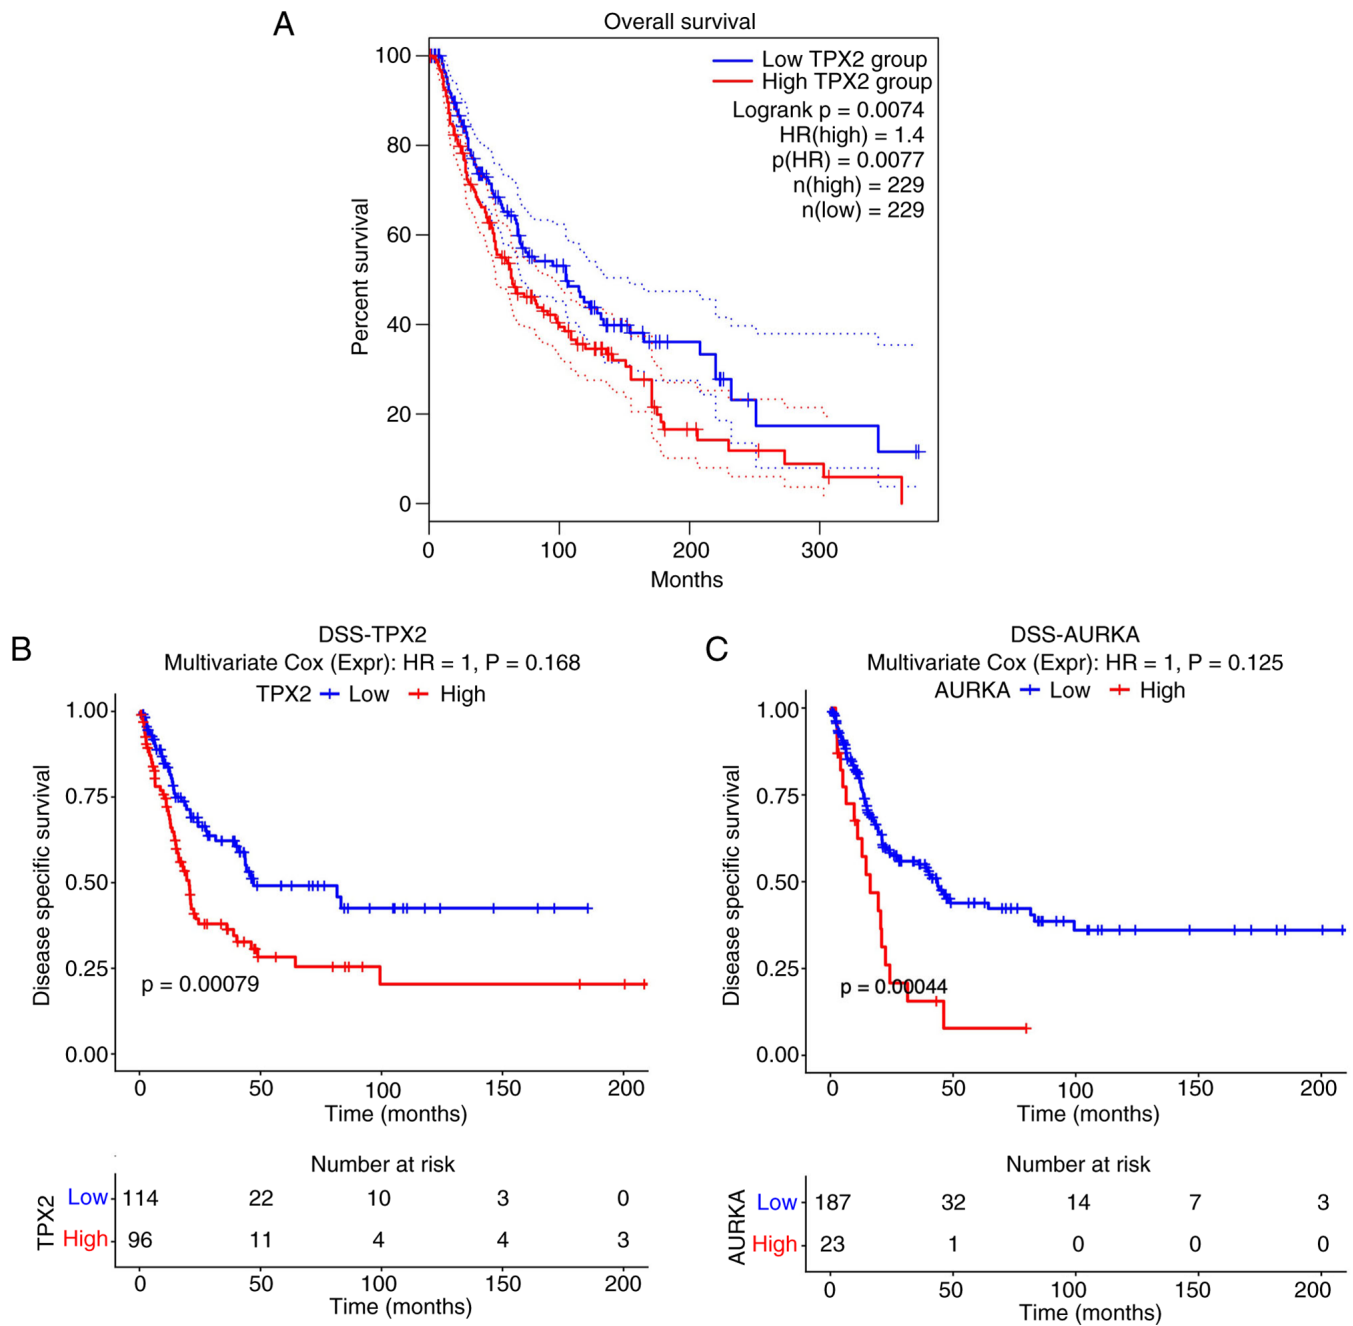 A
Overall survival
Low TPX2 group
High TPX2 group
Logrank p = 0.0074
HR(high) = 1.4
p(HR) = 0.0077
n(high) = 229
n(low) = 229
100
80
60
40
20
0
Percent survival
0 100 200 300
Months
B
DSS-TPX2
Multivariate Cox (Expr): HR = 1, P = 0.168
TPX2 Low High
1.00
0.75
0.50
0.25
0.00
Disease specific survival
p = 0.00079
0 50 100 150 200
Time (months)
Number at risk
TPX2
Low 114 22 10 3 0
High 96 11 4 4 3
0 50 100 150 200
Time (months)
C
DSS-AURKA
Multivariate Cox (Expr): HR = 1, P = 0.125
AURKA Low High
1.00
0.75
0.50
0.25
0.00
Disease specific survival
p = 0.00044
0 50 100 150 200
Time (months)
Number at risk
AURKA
Low 187 32 14 7 3
High 23 1 0 0 0
0 50 100 150 200
Time (months)